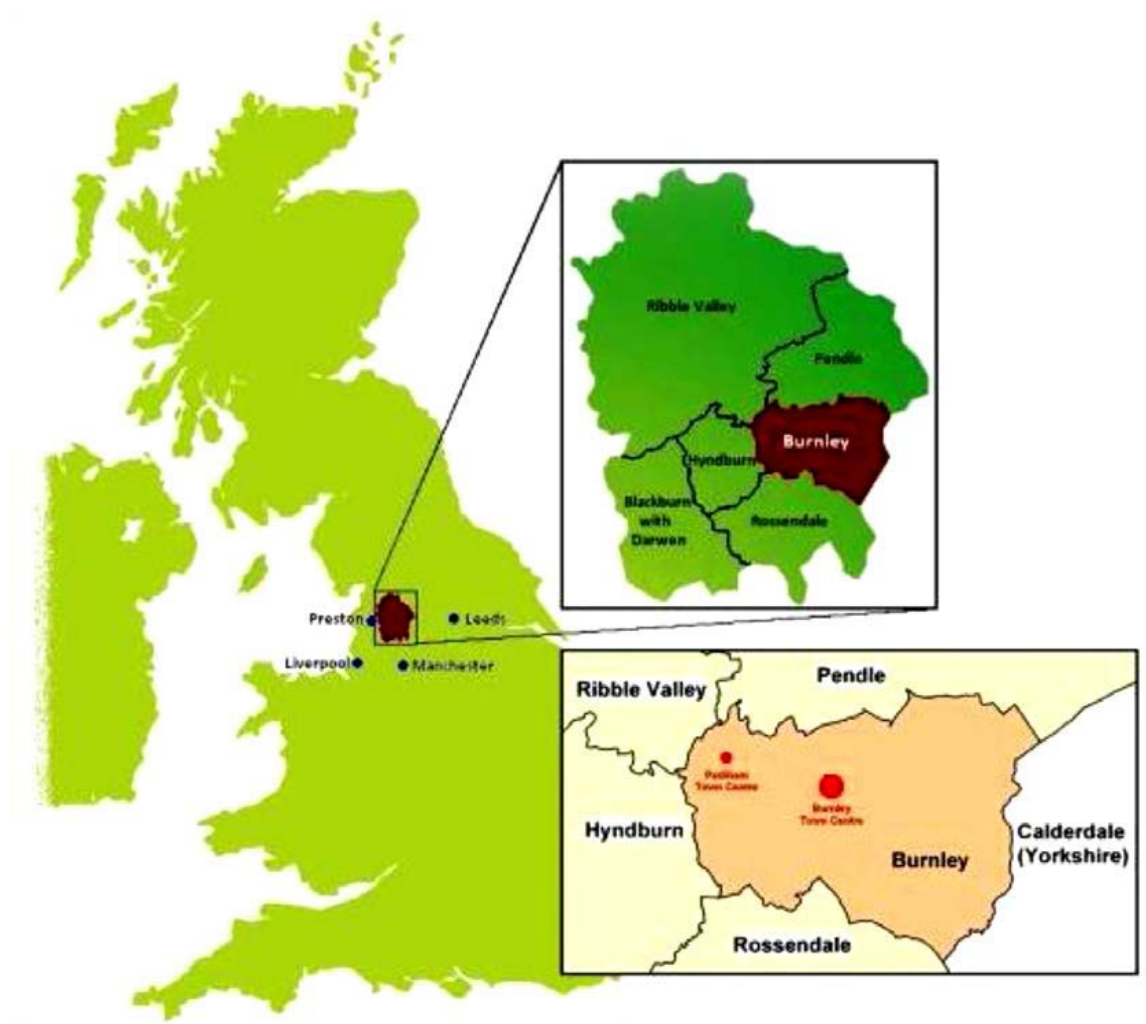 Ribble Valley
Pendle
Burnley
Hyndburn
Blackburn
with
Darwen
Rossendale
Preston
Leeds
Liverpool
Manchester
Ribble Valley
Pendle
Padiham
Town Centre
Burnley
Town Centre
Hyndburn
Burnley
Calderdale
(Yorkshire)
Rossendale